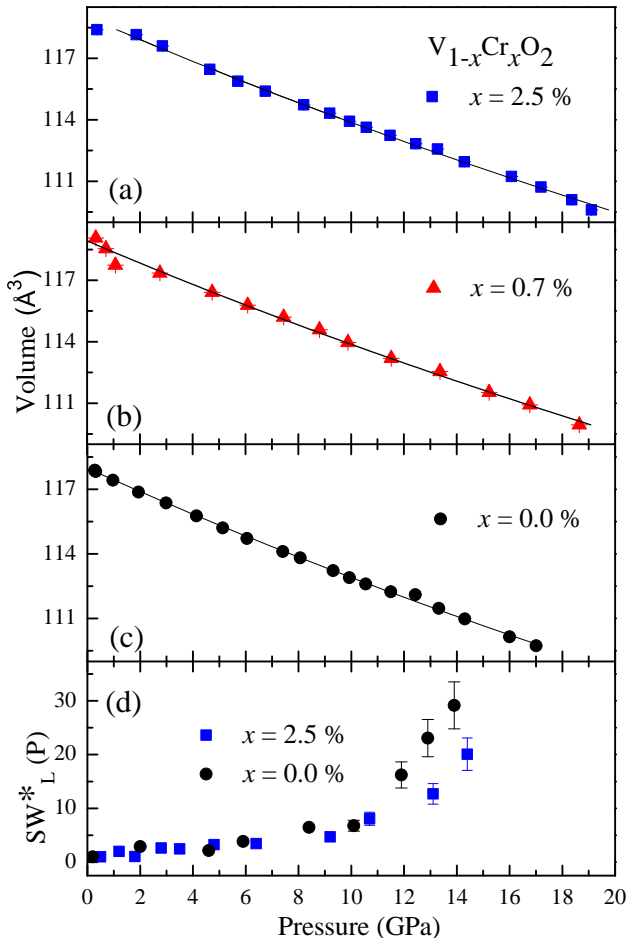 V1-xCrxO2
x = 2.5 %
117
114
111
(a)
x = 0.7 %
117
114
111
(b)
Volume (Å3)
x = 0.0 %
117
114
111
(c)
(d)
x = 2.5 %
x = 0.0 %
30
20
10
0
SW*L (P)
0 2 4 6 8 10 12 14 16 18 20
Pressure (GPa)